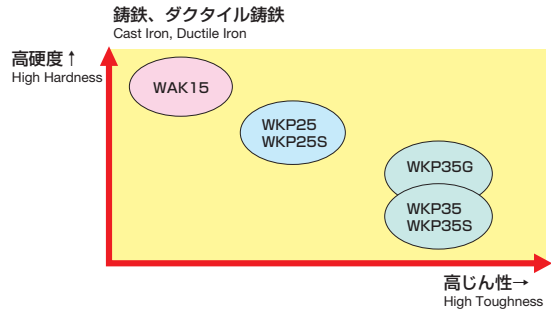 鋳鉄、ダクタイル鋳鉄
Cast Iron, Ductile Iron
高硬度↑
High Hardness
WAK15
WKP25
WKP25S
WKP35G
WKP35
WKP35S
高じん性→
High Toughness